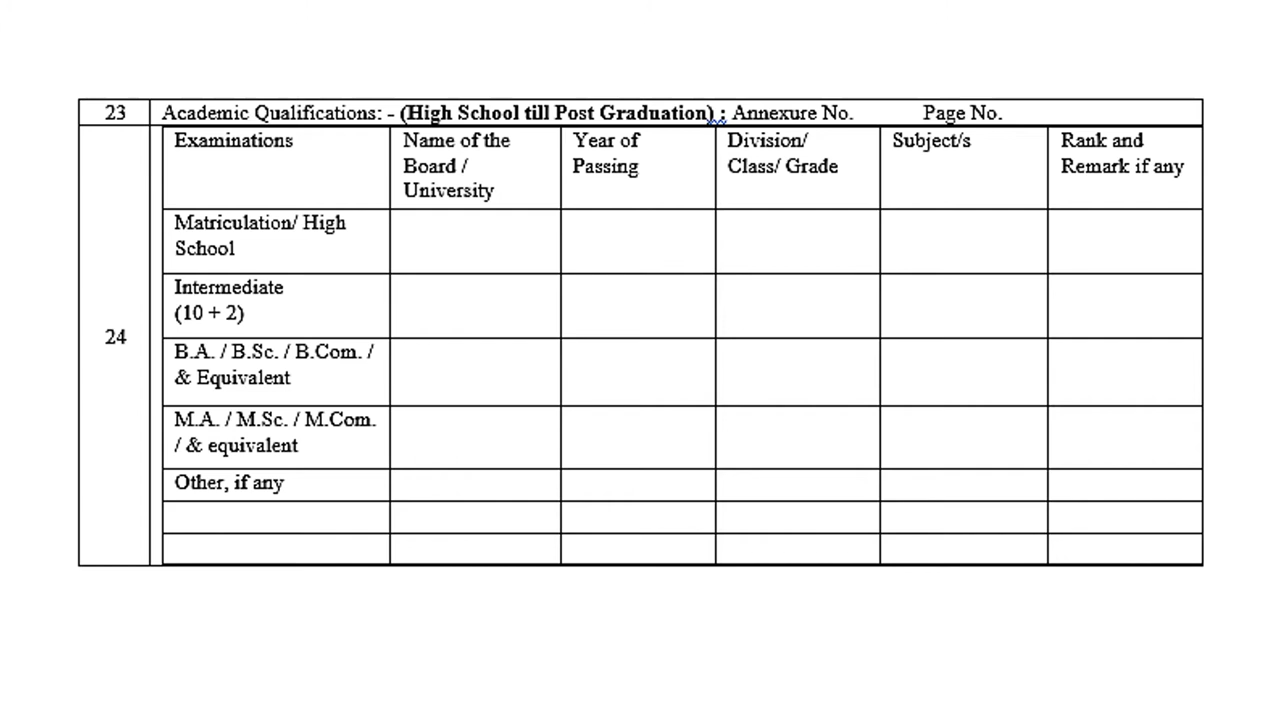 23 Academic Qualifications: - (High School till Post Graduation) : Annexure No. Page No.
Examinations Name of the Board / University Year of Passing Division/ Class/ Grade Subject/s Rank and Remark if any
24
Matriculation/ High
School
Intermediate
(10 + 2)
B.A. / B.Sc. / B.Com. /
& Equivalent
M.A. / M.Sc. / M.Com.
/ & equivalent
Other, if any